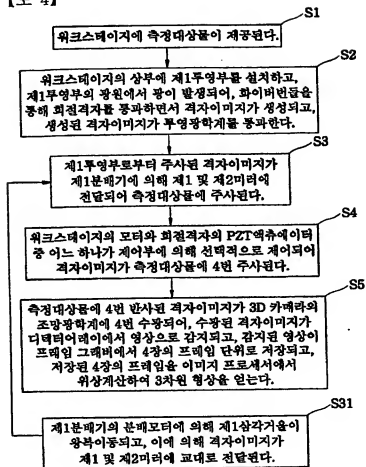 【도 4】
S1
워크스테이지에 측정대상물이 제공된다.
S2
워크스테이지의 상부에 제1투영부를 설치하고,
제1투영부의 광원에서 광이 발생되어, 화이버번들을
통해 회전격자를 통과하면서 격자이미지가 생성되고,
생성된 격자이미지가 투영광학계를 통과한다.
S3
제1투영부로부터 주사된 격자이미지가
제1분배기에 의해 제1 및 제2미러에
전달되어 측정대상물에 주사된다.
S4
워크스테이지의 모터와 회전격자의 PZT액츄에이터
중 어느 하나가 제어부에 의해 선택적으로 제어되어
격자이미지가 측정대상물에 4번 주사된다.
S5
측정대상물에 4번 반사된 격자이미지가 3D 카메라의
조망광학계에 4번 수광되어, 수광된 격자이미지가
디텍터어레이에서 영상으로 감지되고, 감지된 영상이
프레임 그래버에서 4장의 프레임 단위로 저장되고,
저장된 4장의 프레임을 이미지 프로세서에서
위상계산하여 3차원 형상을 얻는다.
S31
제1분배기의 분배모터에 의해 제1삼각거울이
왕복이동되고, 이에 의해 격자이미지가
제1 및 제2미러에 교대로 전달된다.